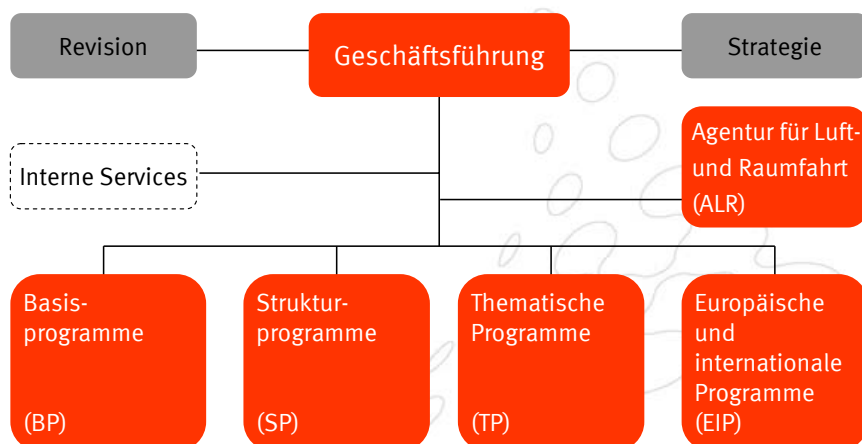 Revision
Geschäftsführung
Strategie
Interne Services
Agentur für Luft-
und Raumfahrt
(ALR)
Basis-
programme
(BP)
Struktur-
programme
(SP)
Thematische
Programme
(TP)
Europäische
und
internationale
Programme
(EIP)